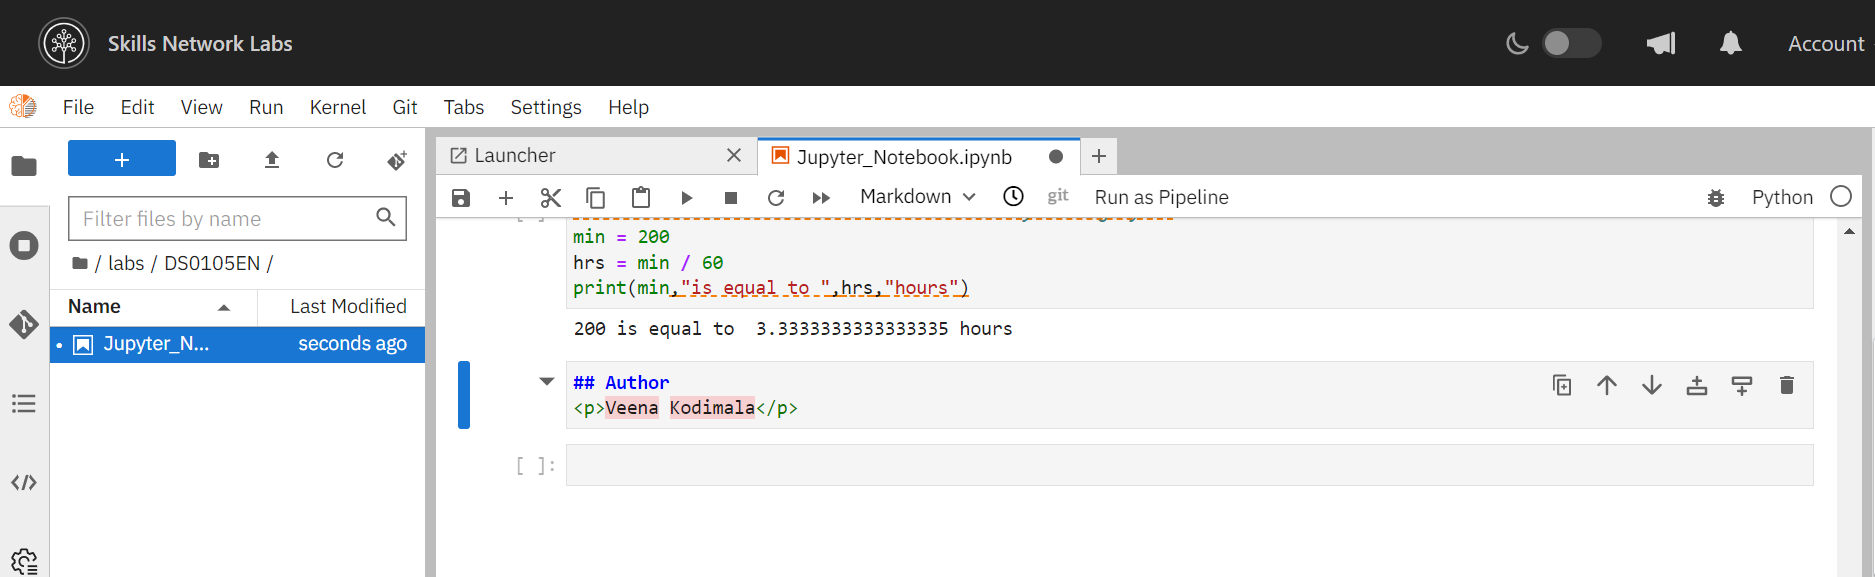 Skills Network Labs
Account
File Edit View Run Kernel Git Tabs Settings Help
Launcher
Jupyter_Notebook.ipynb
Markdown
git
Run as Pipeline
Python
Filter files by name
/ labs / DS0105EN /
Name
Last Modified
Jupyter_N...
seconds ago
[ ]:
min = 200
hrs = min / 60
print(min,"is equal to ",hrs,"hours")
200 is equal to  3.3333333333333335 hours
## Author
<p>Veena Kodimala</p>
[ ]: